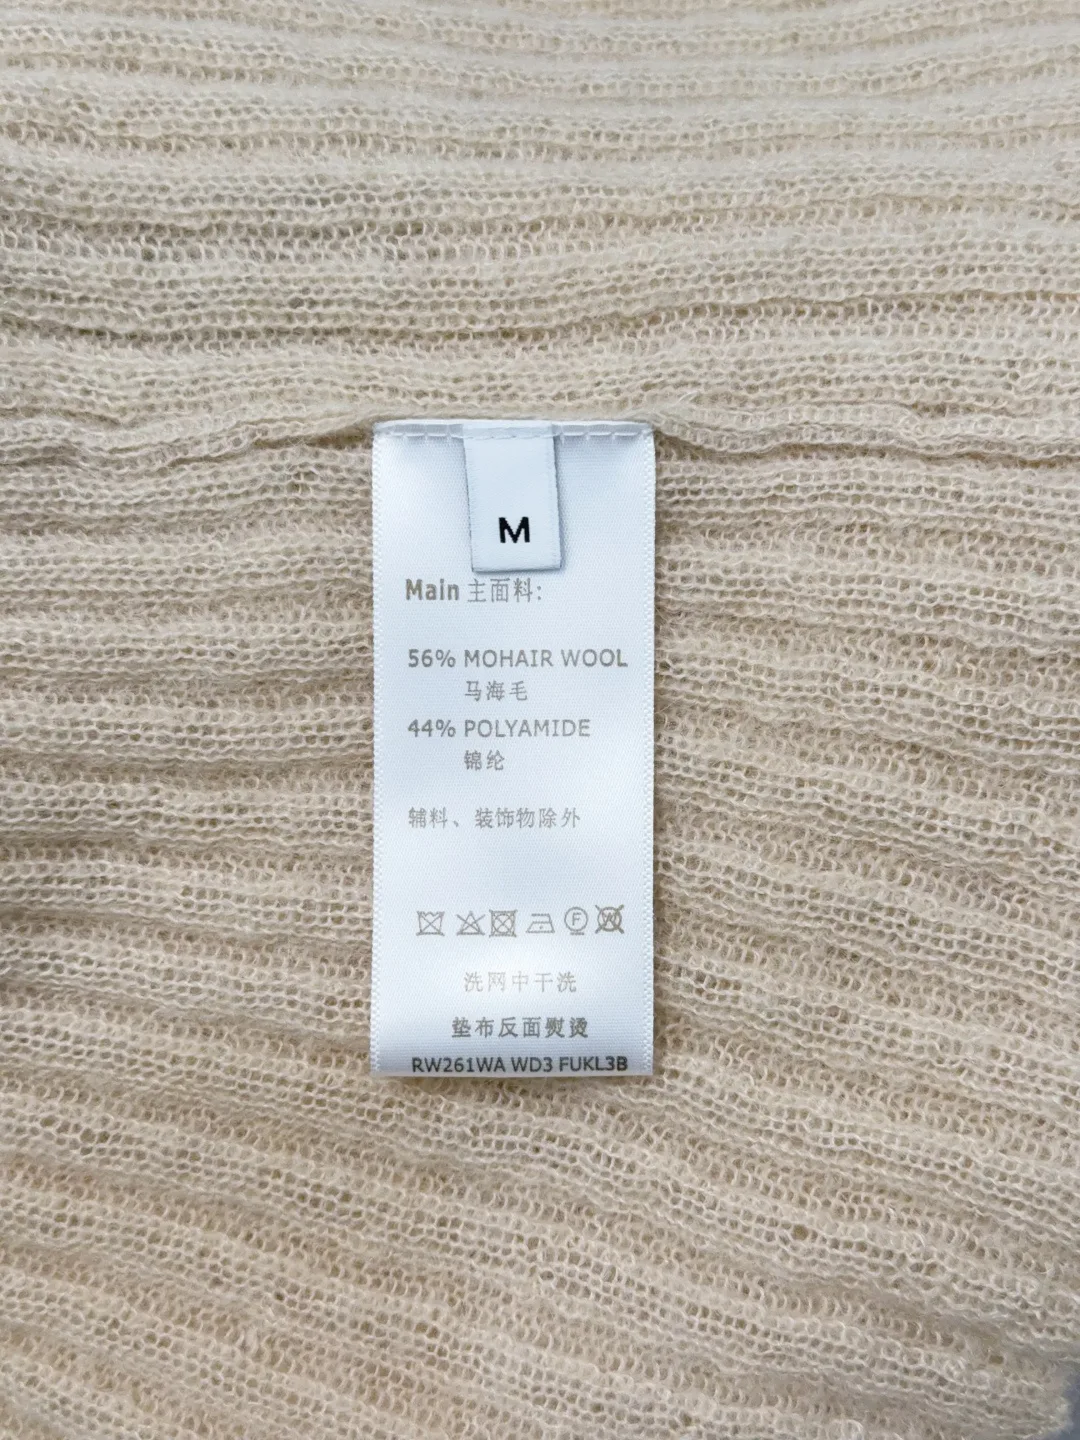 M
Main 主面料:
56% MOHAIR WOOL
马海毛
44% POLYAMIDE
锦纶
辅料、装饰物除外
F W
洗网中干洗
垫布反面熨烫
RW261WA WD3 FUKL3B